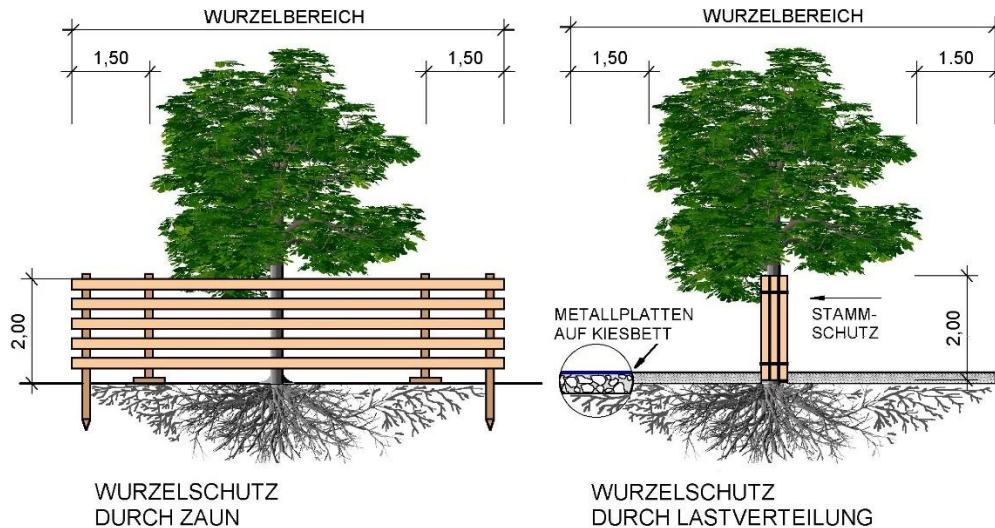 WURZELBEREICH
1,50
1,50
2,00
WURZELSCHUTZ
DURCH ZAUN
WURZELBEREICH
1,50
1.50
METALLPLATTEN
AUF KIESBETT
STAMM-
SCHUTZ
2,00
WURZELSCHUTZ
DURCH LASTVERTEILUNG